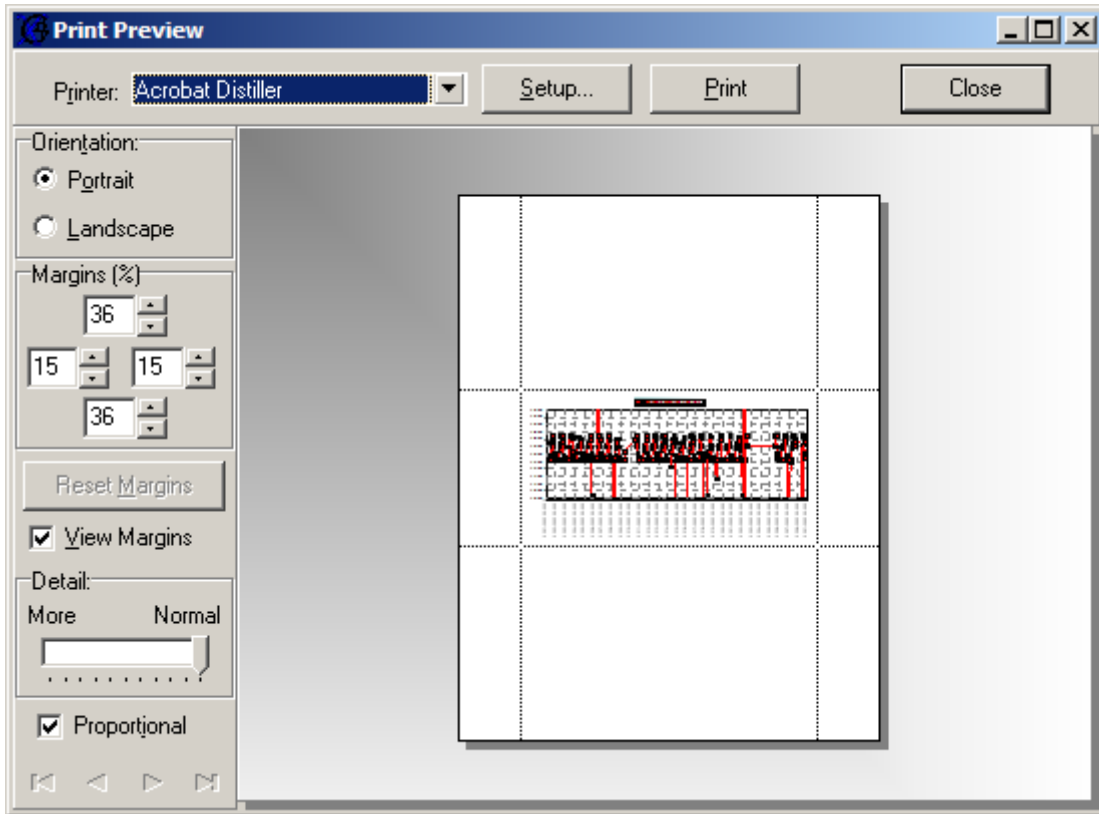 Print Preview
Printer: Acrobat Distiller Setup... Print Close
Orientation:
Portrait
Landscape
Margins (%)
36
15 15
36
Reset Margins
View Margins
Detail:
More Normal
Proportional